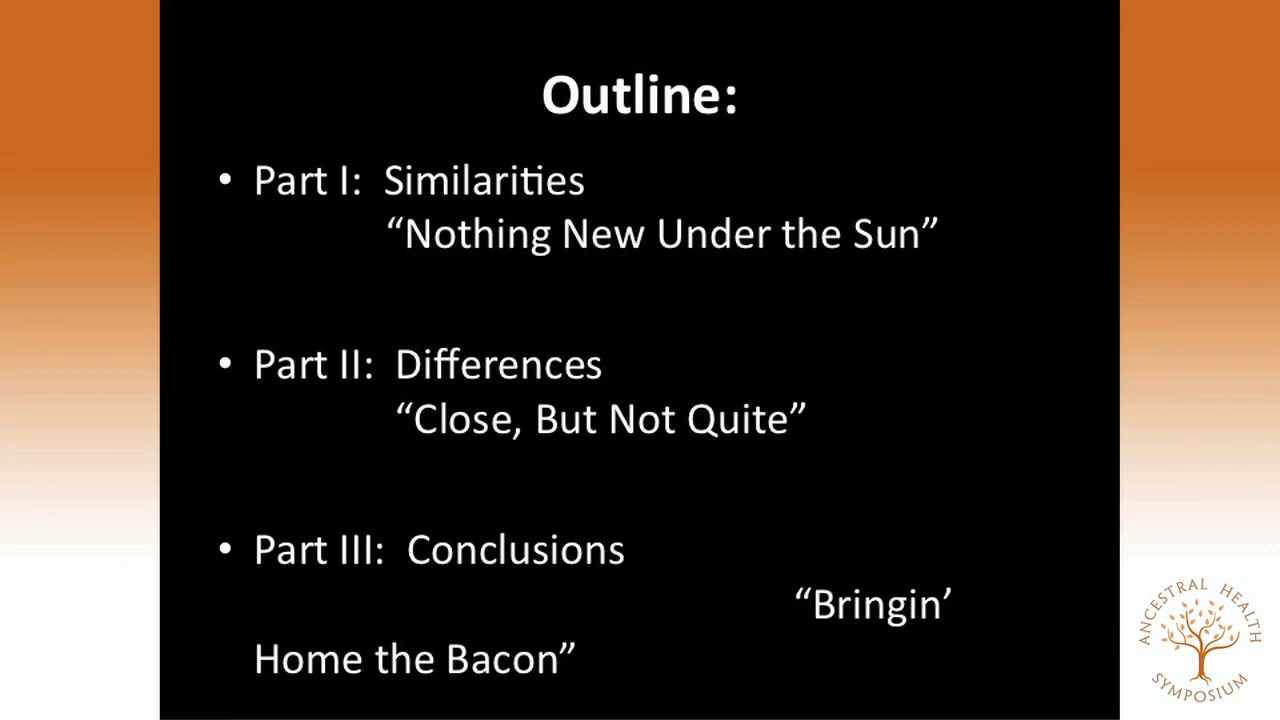 Outline:
• Part I: Similarities
“Nothing New Under the Sun”
• Part II: Differences
“Close, But Not Quite”
• Part III: Conclusions
“Bringin’
Home the Bacon”
ANCESTRAL HEALTH
SYMPOSIUM